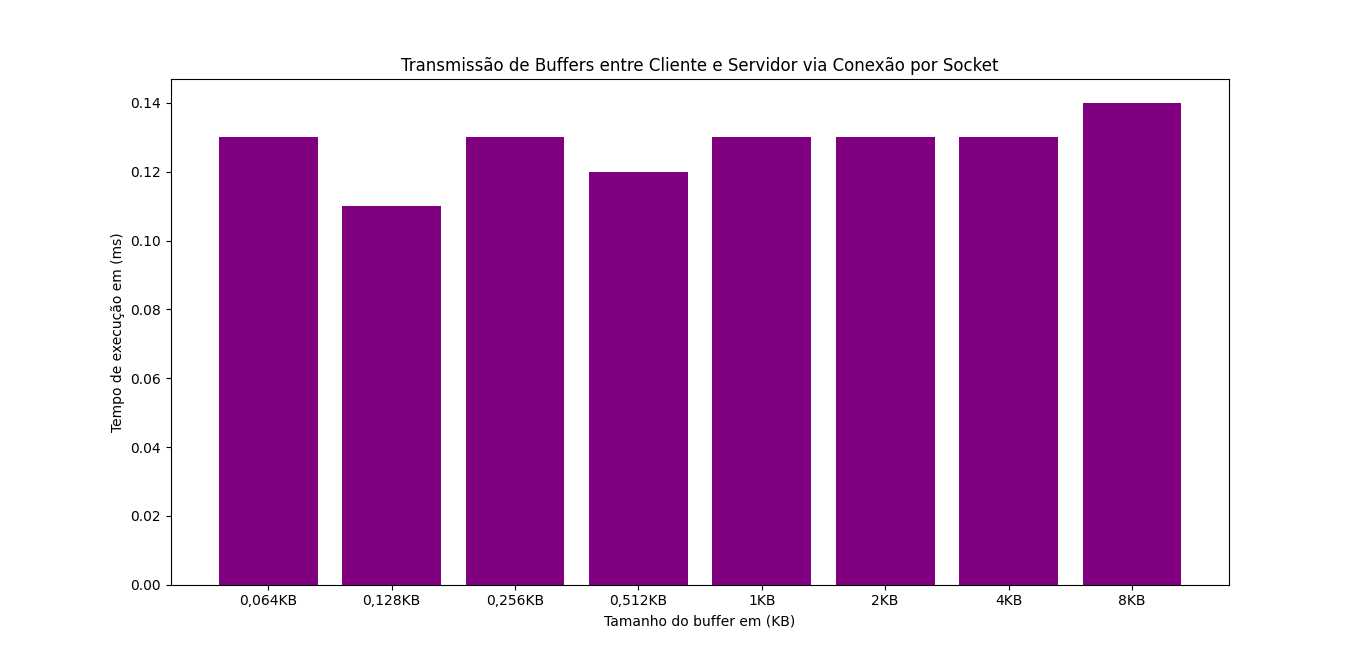 Transmissão de Buffers entre Cliente e Servidor via Conexão por Socket
0.14
0.12
0.10
0.08
0.06
0.04
0.02
0.00
Tempo de execução em (ms)
0,064KB 0,128KB 0,256KB 0,512KB 1KB 2KB 4KB 8KB
Tamanho do buffer em (KB)